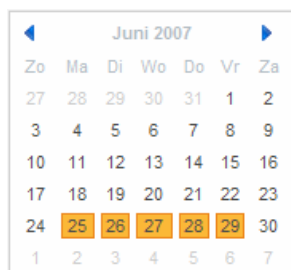 Juni 2007
Zo Ma Di Wo Do Vr Za
27 28 29 30 31 1 2
3 4 5 6 7 8 9
10 11 12 13 14 15 16
17 18 19 20 21 22 23
24 25 26 27 28 29 30
1 2 3 4 5 6 7